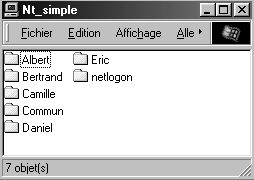 Nt_simple
Fichier Edition Affichage Alle
Albert Eric
Bertrand netlogon
Camille
Commun
Daniel
7 objet(s)